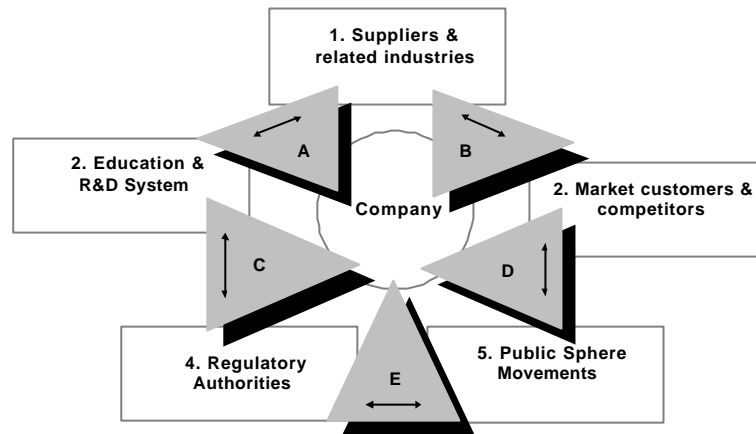 1. Suppliers &
related industries
A
B
2. Education &
R&D System
2. Market customers &
competitors
Company
C
D
4. Regulatory
Authorities
E
5. Public Sphere
Movements